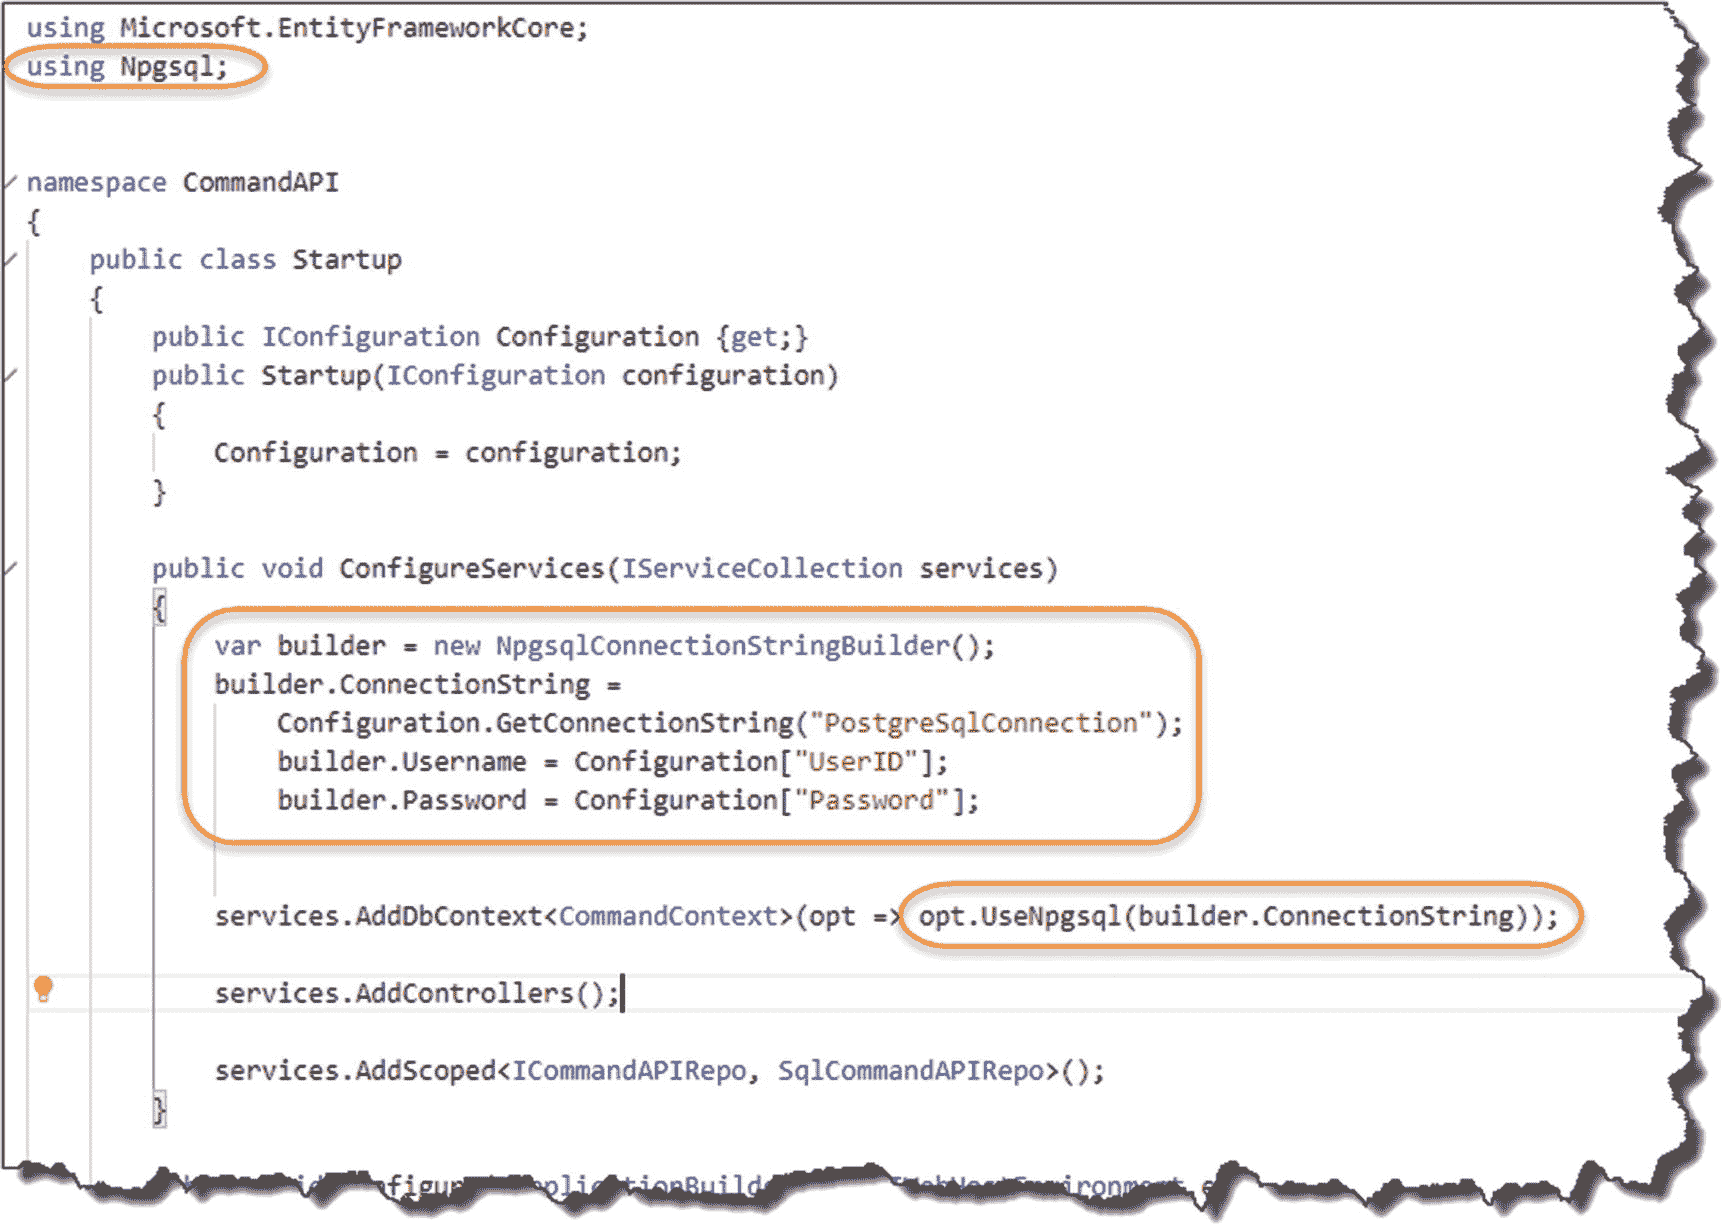 using Microsoft.EntityFrameworkCore;
using Npgsql;
namespace CommandAPI
{
public class Startup
{
public IConfiguration Configuration {get;}
public Startup(IConfiguration configuration)
{
Configuration = configuration;
}
public void ConfigureServices(IServiceCollection services)
{
var builder = new NpgsqlConnectionStringBuilder();
builder.ConnectionString =
Configuration.GetConnectionString("PostgreSqlConnection");
builder.Username = Configuration["UserID"];
builder.Password = Configuration["Password"];
services.AddDbContext<CommandContext>(opt => opt.UseNpgsql(builder.ConnectionString));
services.AddControllers();
services.AddScoped<ICommandAPIRepo, SqlCommandAPIRepo>();
}